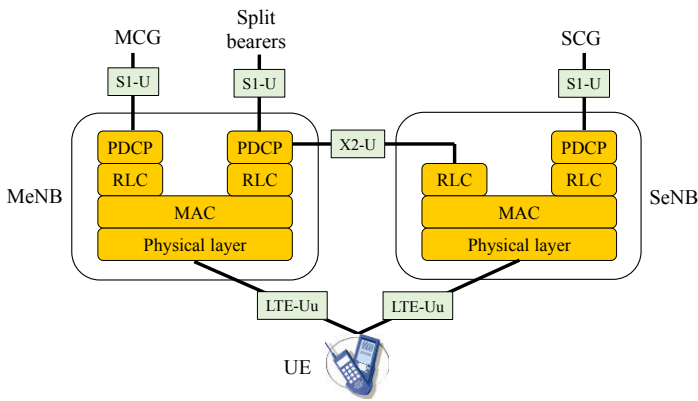 MCG
Split
bearers
SCG
S1-U
S1-U
S1-U
PDCP
PDCP
X2-U
PDCP
RLC
RLC
RLC
RLC
MeNB
MAC
MAC
SeNB
Physical layer
Physical layer
LTE-Uu
LTE-Uu
UE